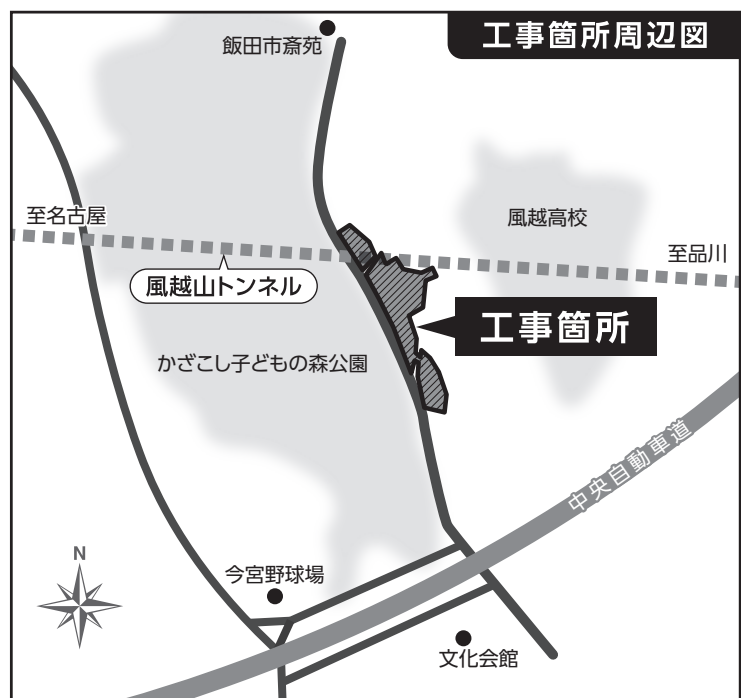 工事箇所周辺図
飯田市斎苑
至名古屋
風越高校
至品川
風越山トンネル
工事箇所
かざこし子どもの森公園
中央自動車道
N
今宮野球場
文化会館